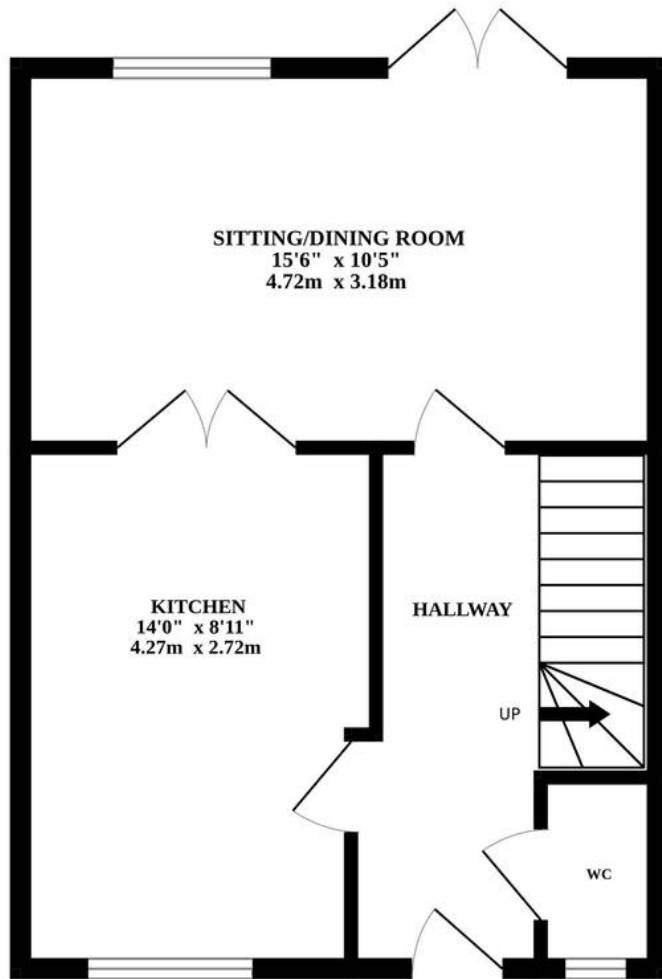 SITTING/DINING ROOM
15'6" x 10'5"
4.72m x 3.18m
KITCHEN
14'0" x 8'11"
4.27m x 2.72m
HALLWAY
UP
WC